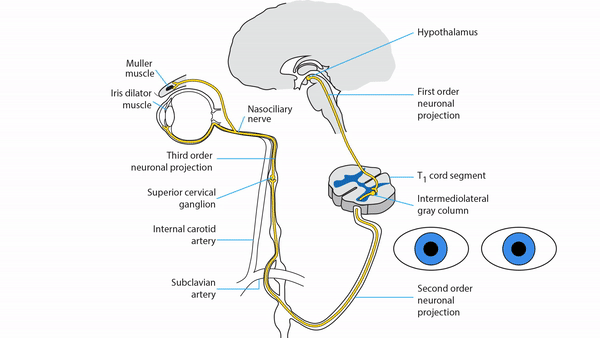 Hypothalamus
Muller
muscle
Iris dilator
muscle
Nasociliary
nerve
First order
neuronal
projection
Third order
neuronal projection
Superior cervical
ganglion
T1 cord segment
Intermediolateral
gray column
Internal carotid
artery
Subclavian
artery
Second order
neuronal
projection